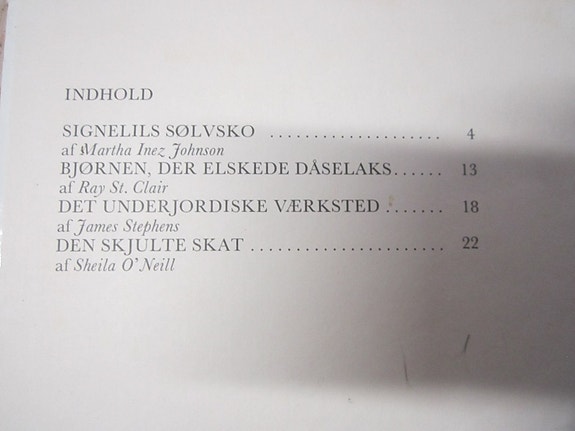 INDHOLD
SIGNELILS SØLVSKO .................... 4
af Martha Inez Johnson
BJØRNEN, DER ELSKEDE DÅSELAKS...... 13
af Ray St. Clair
DET UNDERJORDISKE VÆRKSTED ....... 18
af James Stephens
DEN SKJULTE SKAT ....................... 22
af Sheila O'Neill